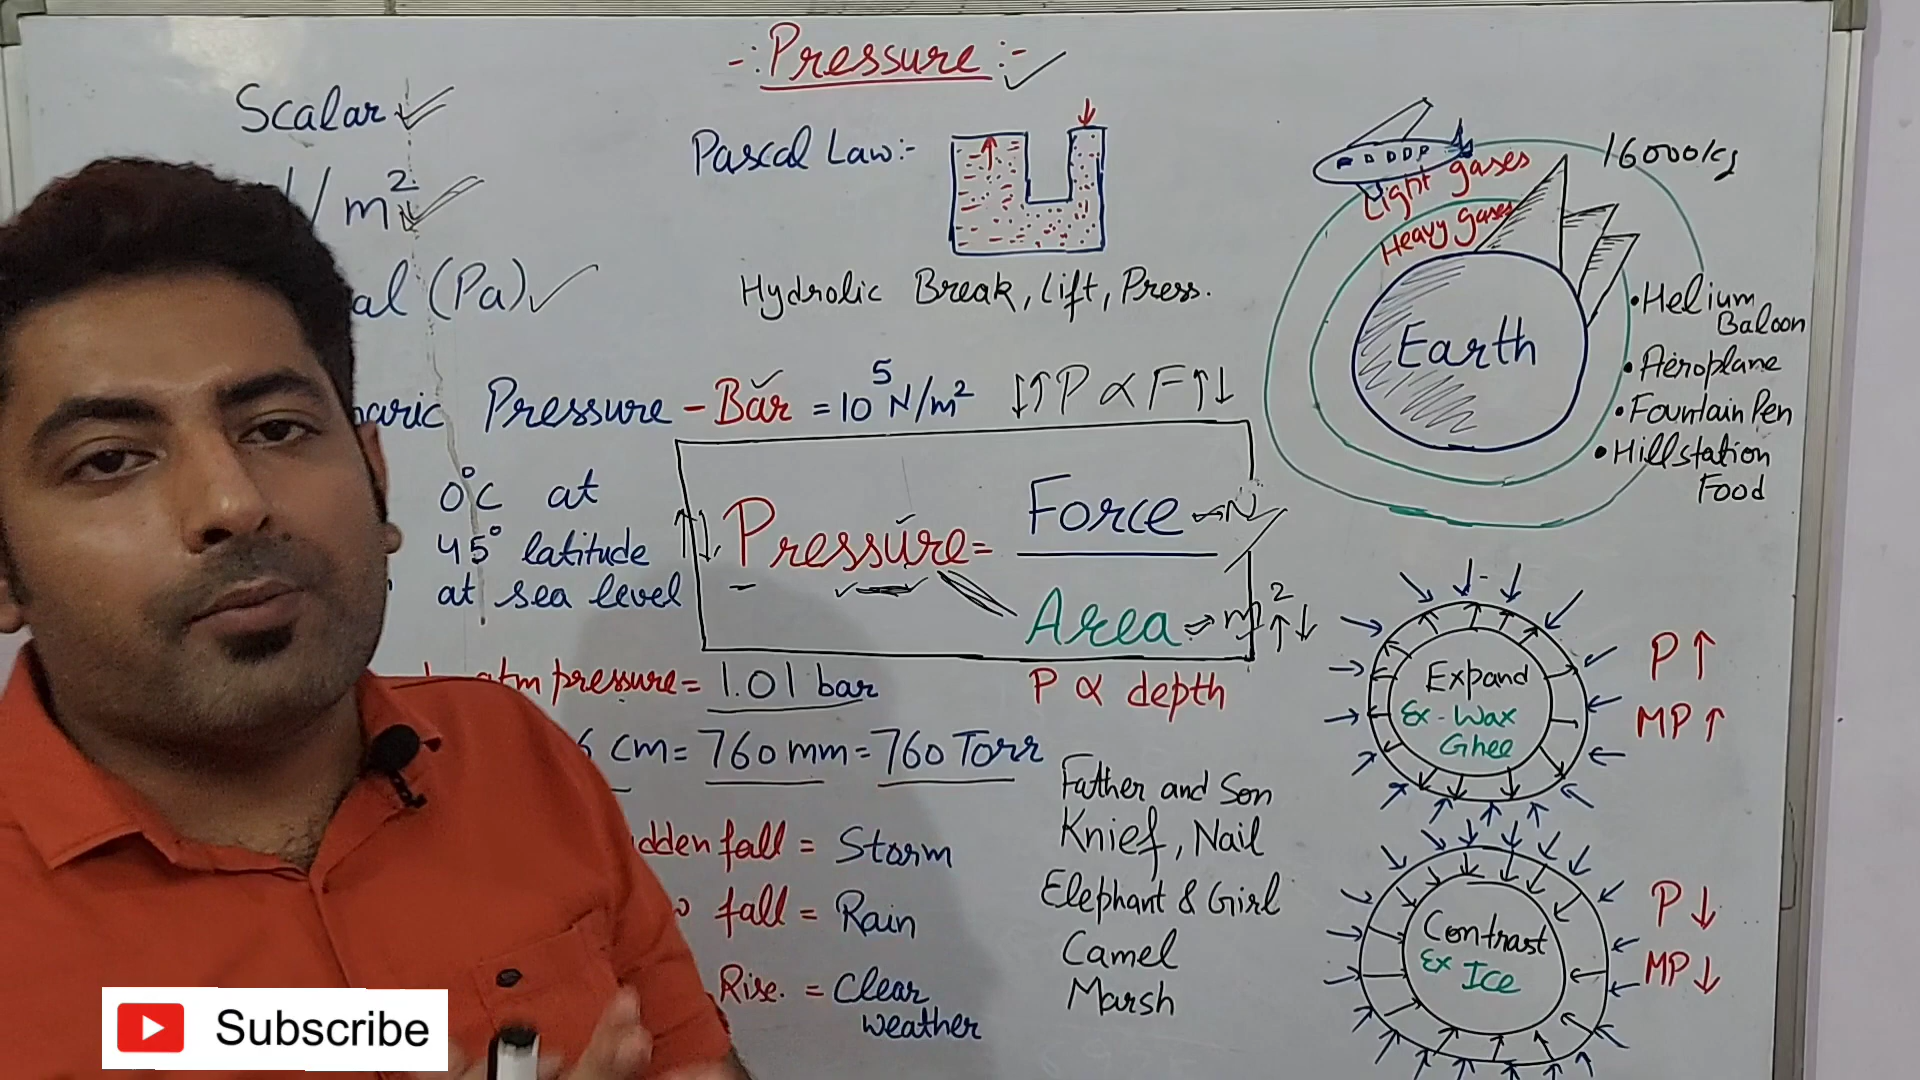 -: Pressure :-
Scalar
/m²
al (Pa)
Pascal Law:-
Hydrolic Break, Lift, Press.
Pressure - Bar = 10⁵ N/m²
P ∝ F
0°C at
45° latitude
at sea level
Pressure = Force / Area
N
m²
atm pressure = 1.01 bar
P ∝ depth
cm = 760 mm = 760 Torr
fall = Storm
fall = Rain
Rise. = Clear
weather
Father and Son
Knief, Nail
Elephant & Girl
Camel
Marsh
16000kg
Light gases
Heavy gases
Earth
• Helium
Baloon
• Aeroplane
• Fountain Pen
• Hillstation
Food
Expand
Ex - Wax
Ghee
P↑
MP↑
Contrast
Ex Ice
P↓
MP↓
Subscribe